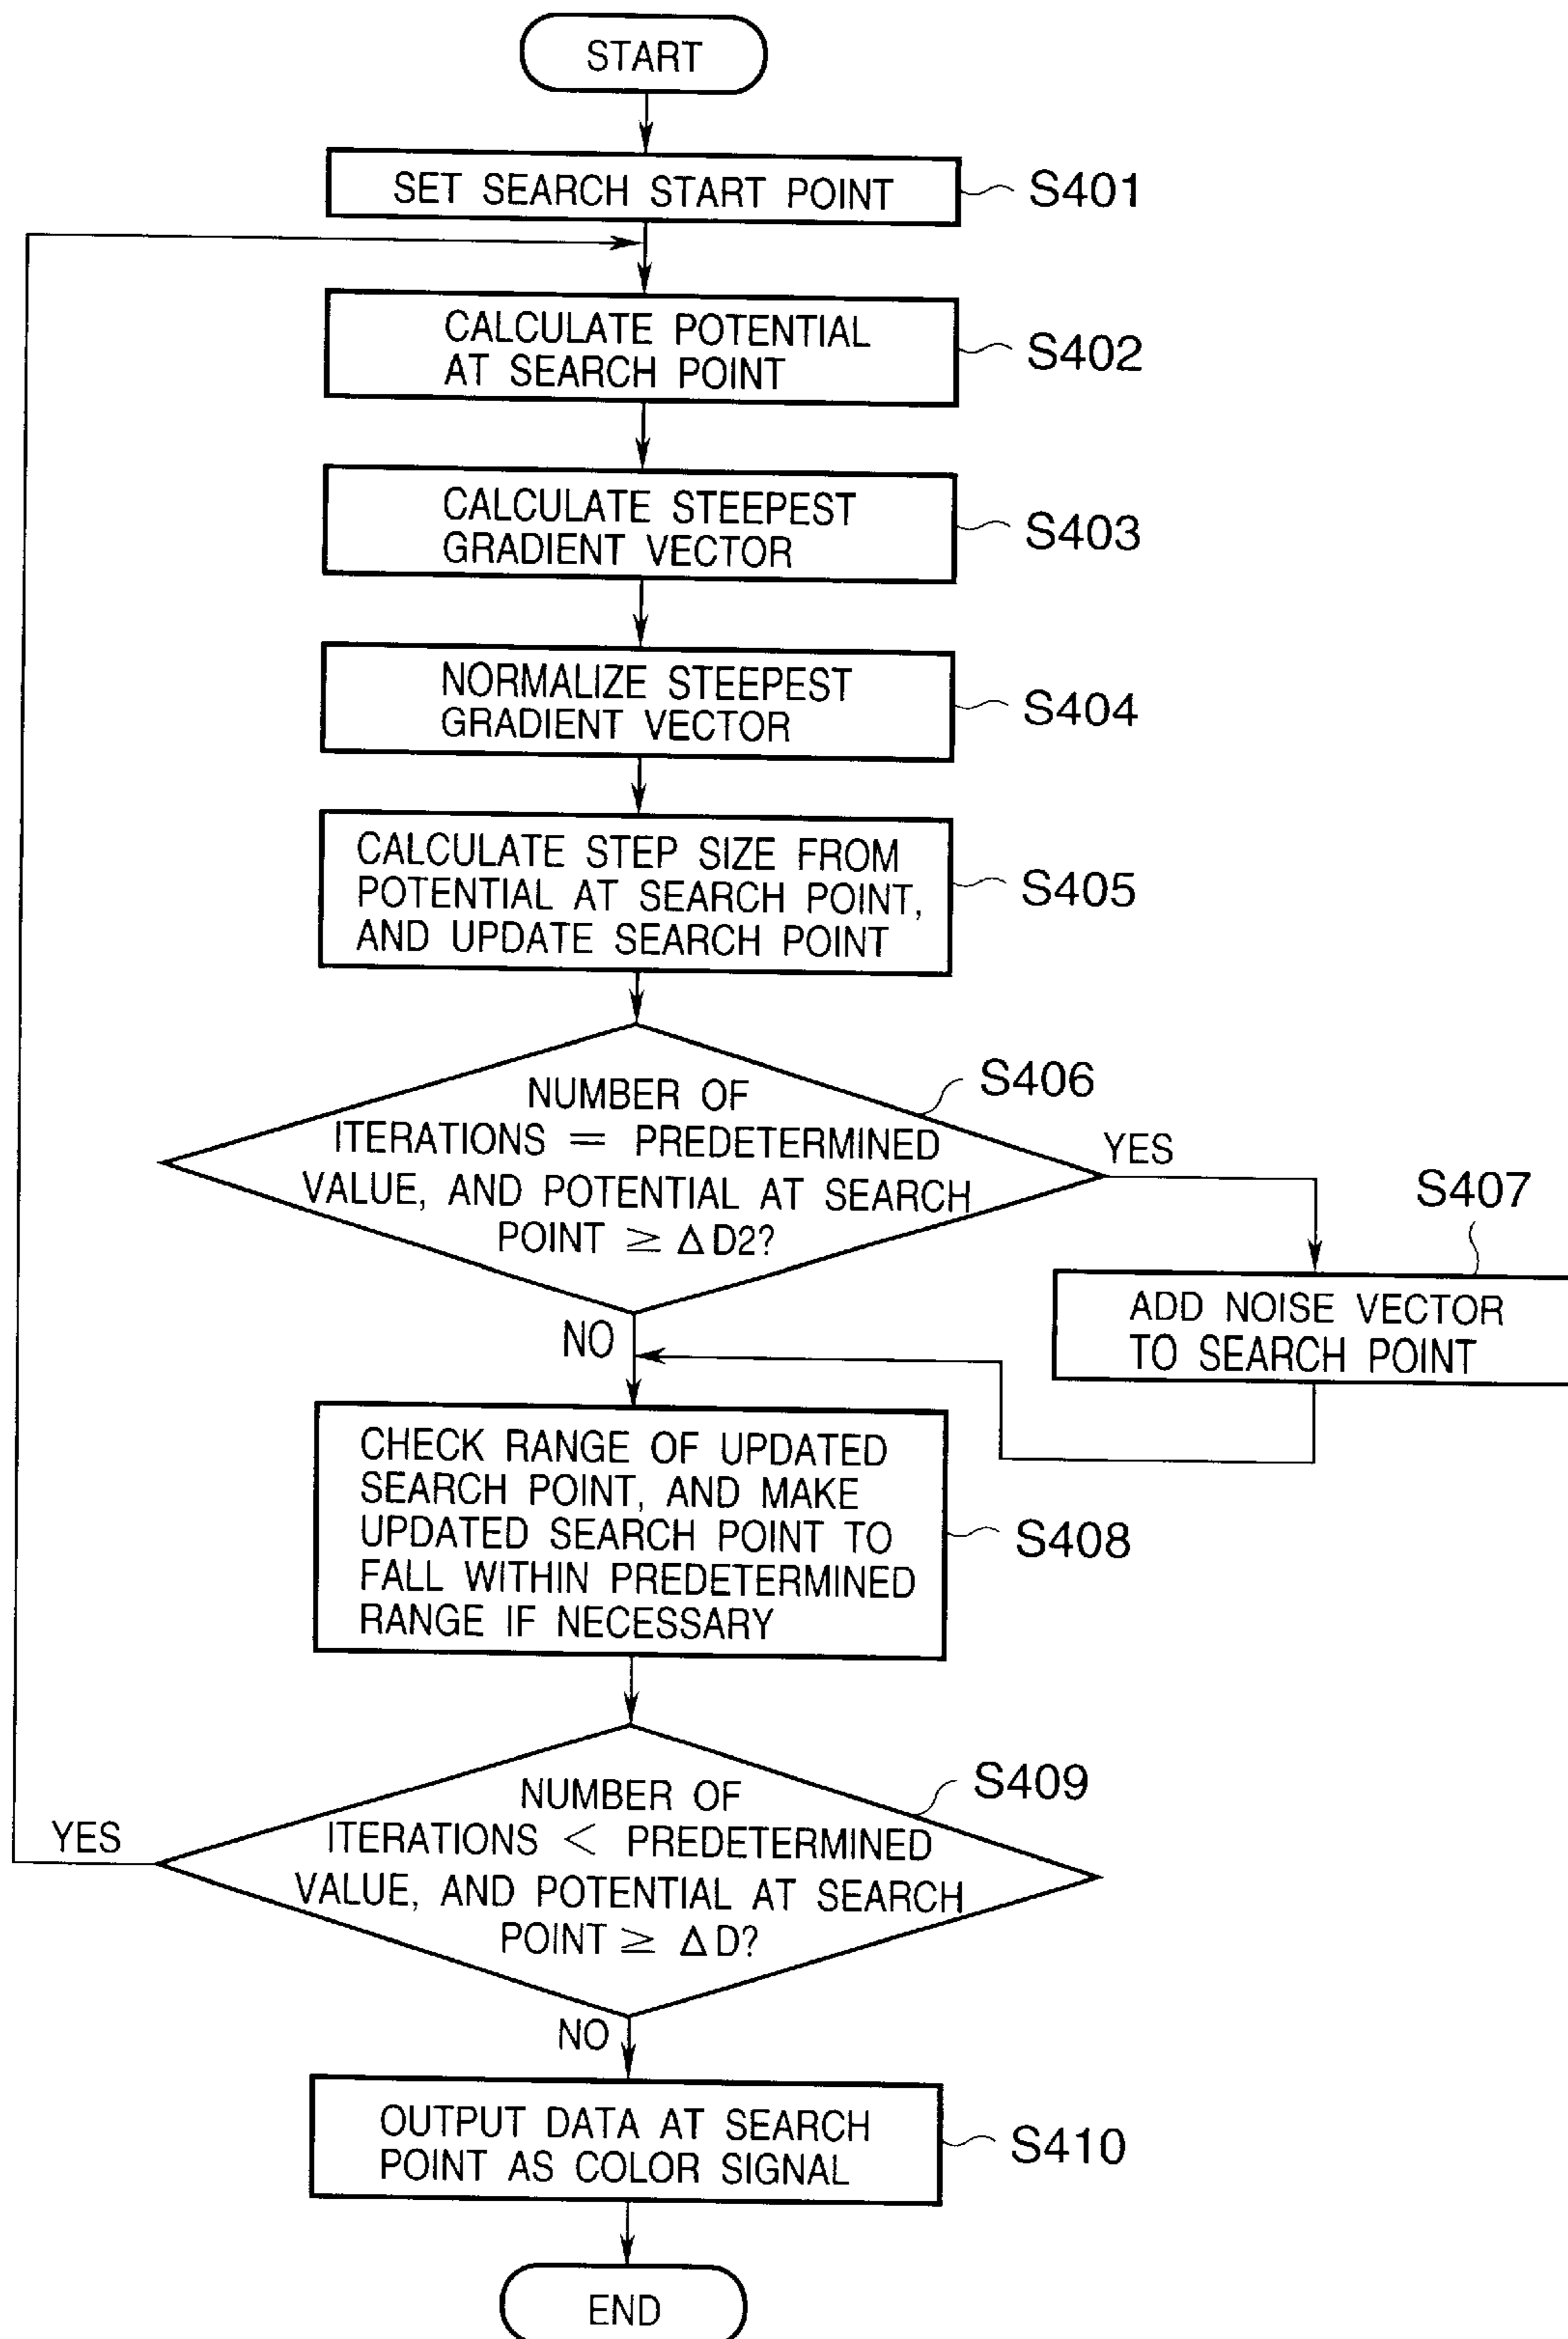 START
SET SEARCH START POINT
S401
CALCULATE POTENTIAL
AT SEARCH POINT
S402
CALCULATE STEEPEST
GRADIENT VECTOR
S403
NORMALIZE STEEPEST
GRADIENT VECTOR
S404
CALCULATE STEP SIZE FROM
POTENTIAL AT SEARCH POINT,
AND UPDATE SEARCH POINT
S405
NUMBER OF
ITERATIONS = PREDETERMINED
VALUE, AND POTENTIAL AT SEARCH
POINT ≧ ΔD2?
S406
YES
S407
ADD NOISE VECTOR
TO SEARCH POINT
NO
CHECK RANGE OF UPDATED
SEARCH POINT, AND MAKE
UPDATED SEARCH POINT TO
FALL WITHIN PREDETERMINED
RANGE IF NECESSARY
S408
NUMBER OF
ITERATIONS < PREDETERMINED
VALUE, AND POTENTIAL AT SEARCH
POINT ≧ ΔD?
S409
YES
NO
OUTPUT DATA AT SEARCH
POINT AS COLOR SIGNAL
S410
END